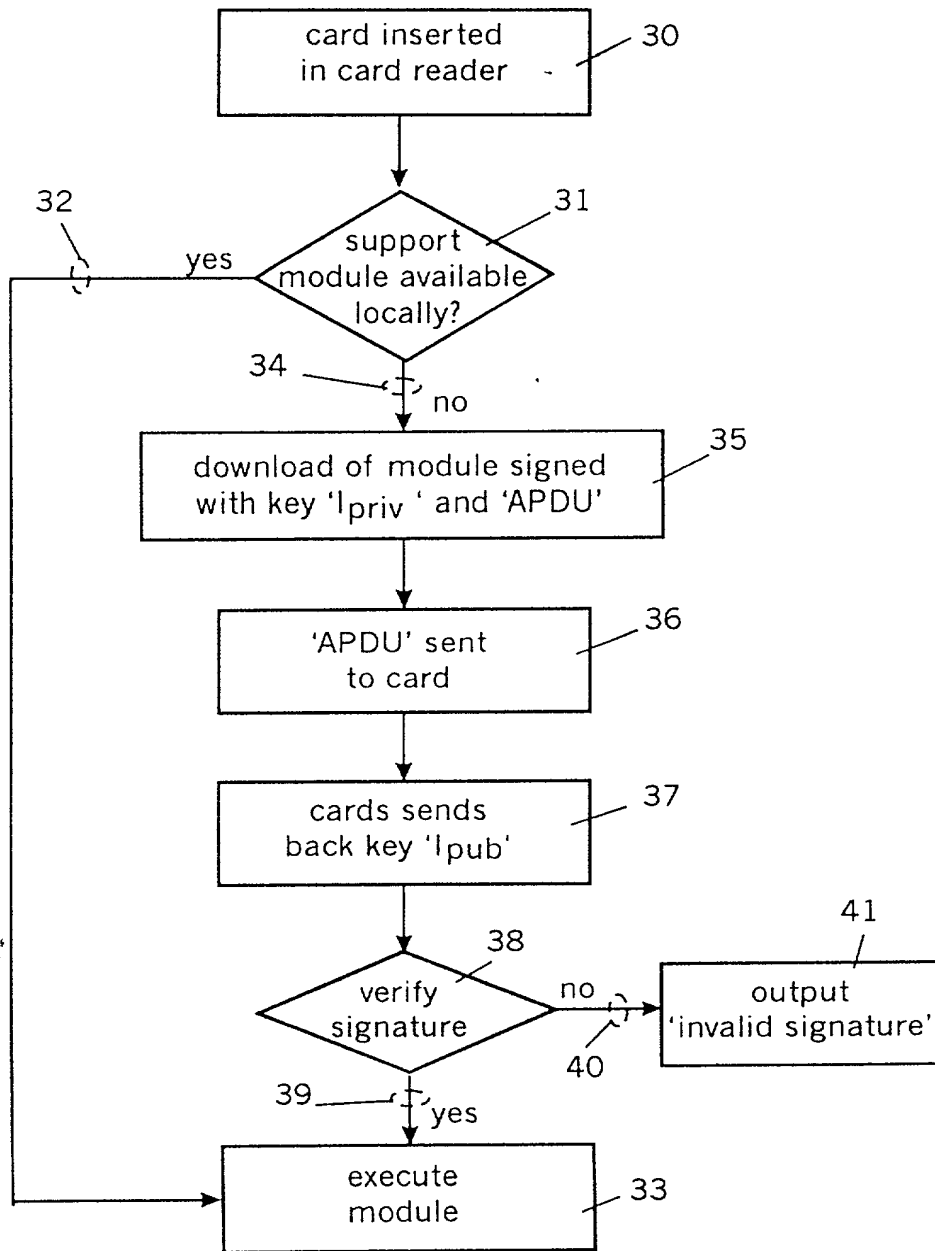 card inserted
in card reader
30
32
31
yes
support
module available
locally?
34
no
35
download of module signed
with key ‘Ipriv ‘ and ‘APDU’
36
‘APDU’ sent
to card
37
cards sends
back key ‘Ipub’
38
41
verify
signature
no
40
output
‘invalid signature’
39
yes
execute
module
33